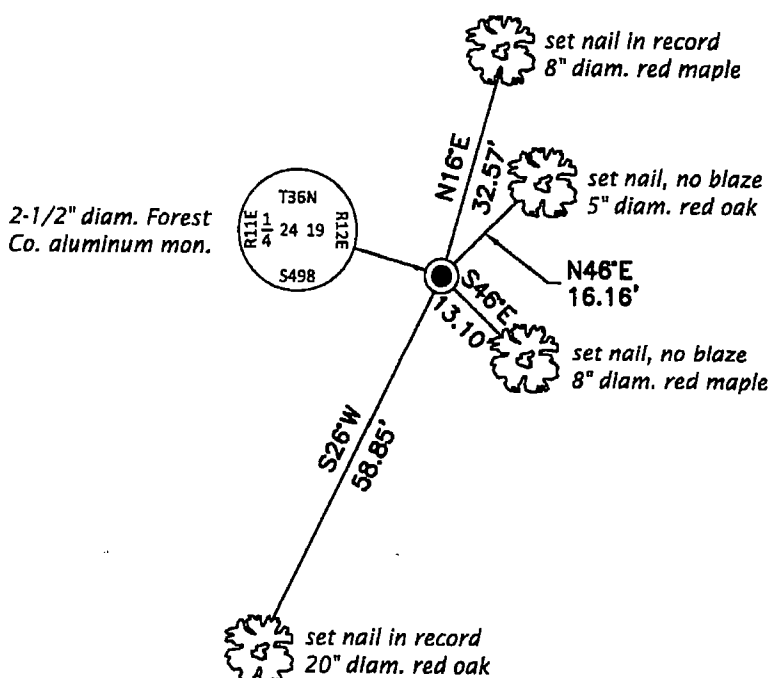 set nail in record
8" diam. red maple
N16°E
32.57'
set nail, no blaze
5" diam. red oak
2-1/2" diam. Forest
Co. aluminum mon.
T36N
R11E
1/4 24 19
R12E
S498
N46°E
16.16'
S46°E
13.10'
set nail, no blaze
8" diam. red maple
S26°W
58.85'
set nail in record
20" diam. red oak